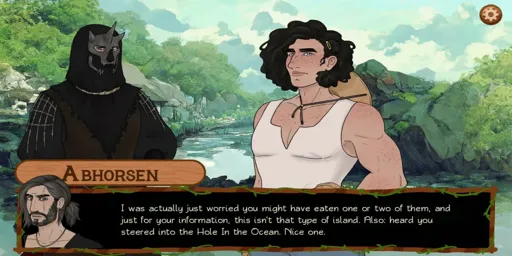 ABHORSEN
I was actually just worried you might have eaten one or two of them, and
just for your information, this isn't that type of island. Also: heard you
steered into the Hole In the Ocean. Nice one.